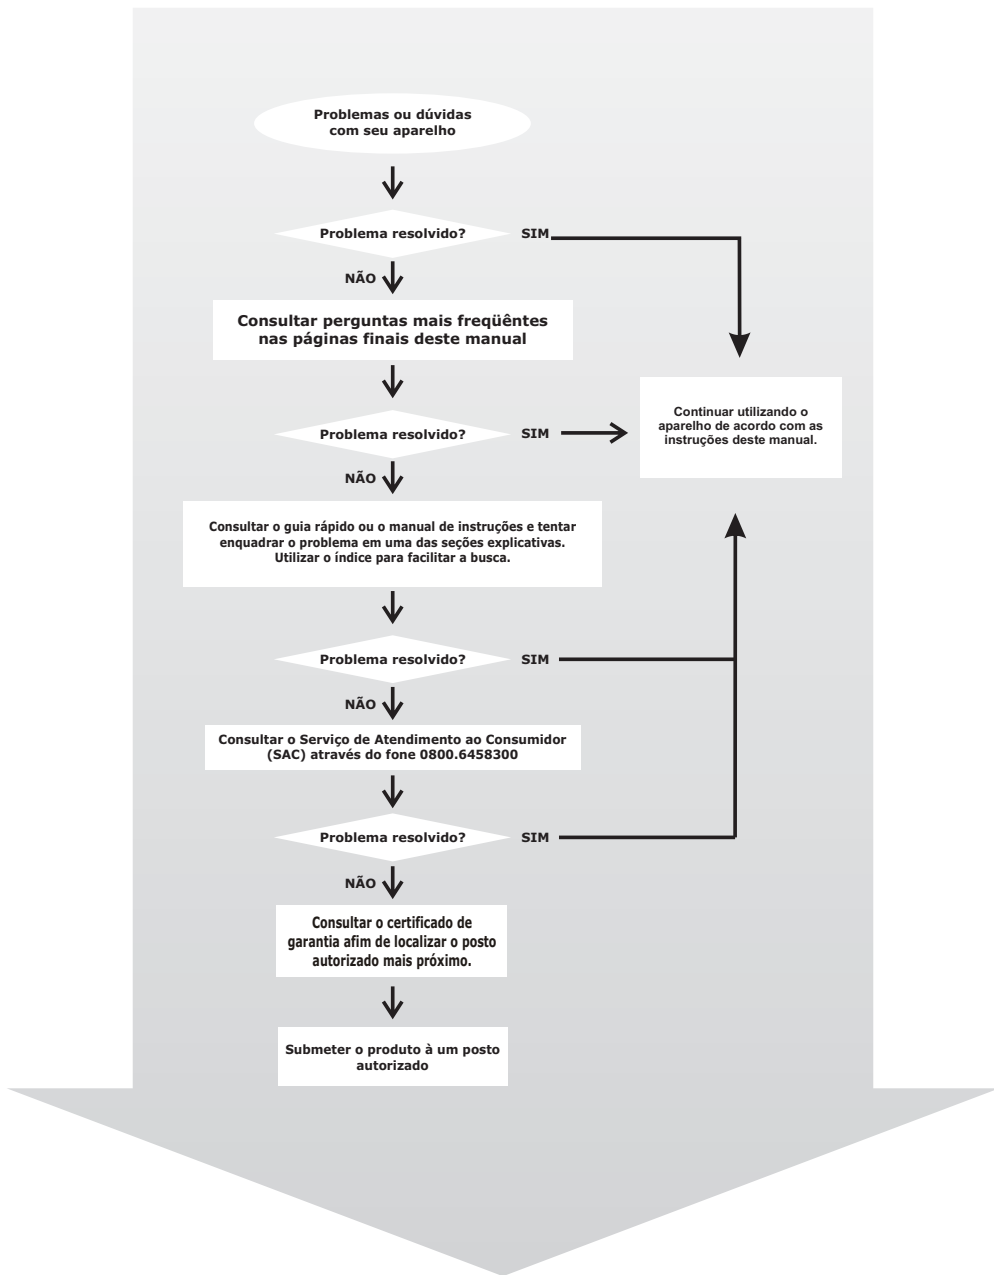 Problemas ou dúvidas
com seu aparelho
Problema resolvido?
SIM
NÃO
Consultar perguntas mais freqüêntes
nas páginas finais deste manual
Continuar utilizando o
aparelho de acordo com as
instruções deste manual.
Problema resolvido?
SIM
NÃO
Consultar o guia rápido ou o manual de instruções e tentar
enquadrar o problema em uma das seções explicativas.
Utilizar o índice para facilitar a busca.
Problema resolvido?
SIM
NÃO
Consultar o Serviço de Atendimento ao Consumidor
(SAC) através do fone 0800.6458300
Problema resolvido?
SIM
NÃO
Consultar o certificado de
garantia afim de localizar o posto
autorizado mais próximo.
Submeter o produto à um posto
autorizado